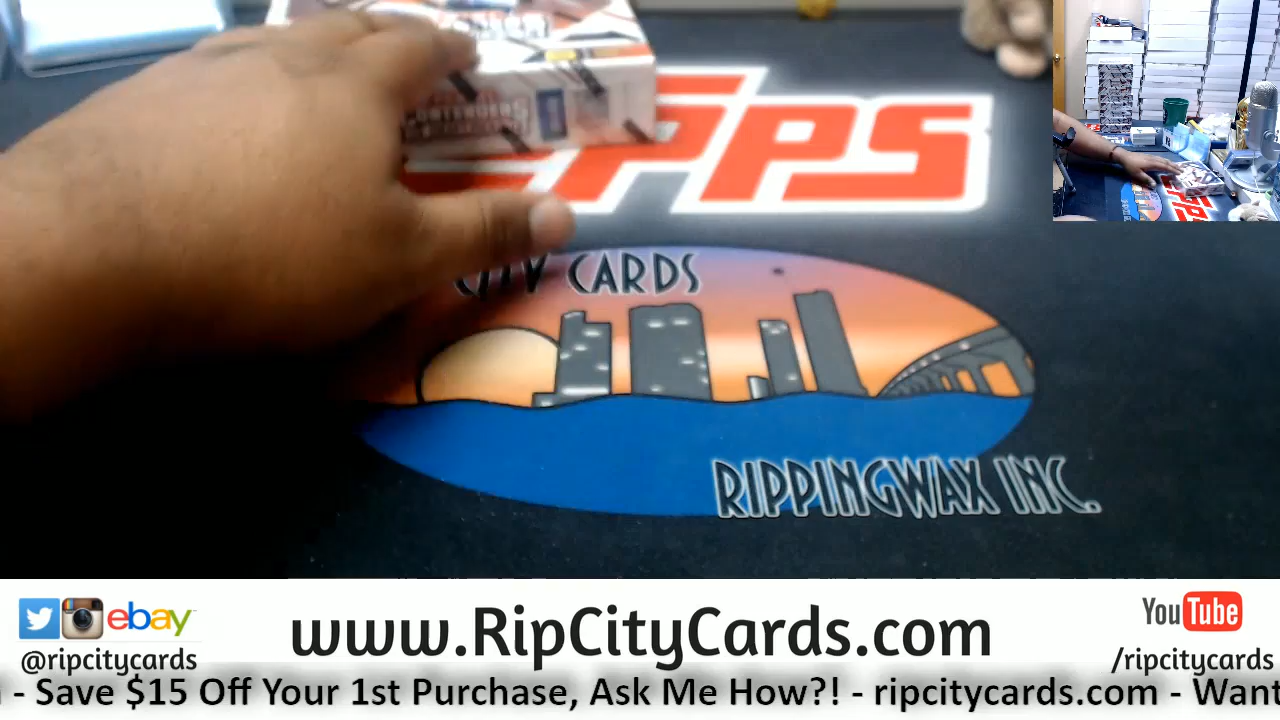 CONTENDERS
PPS
CITY CARDS
RIPPINGWAX INC.
ebay
www.RipCityCards.com
YouTube
@ripcitycards
/ripcitycards
- Save $15 Off Your 1st Purchase, Ask Me How?! - ripcitycards.com - Want